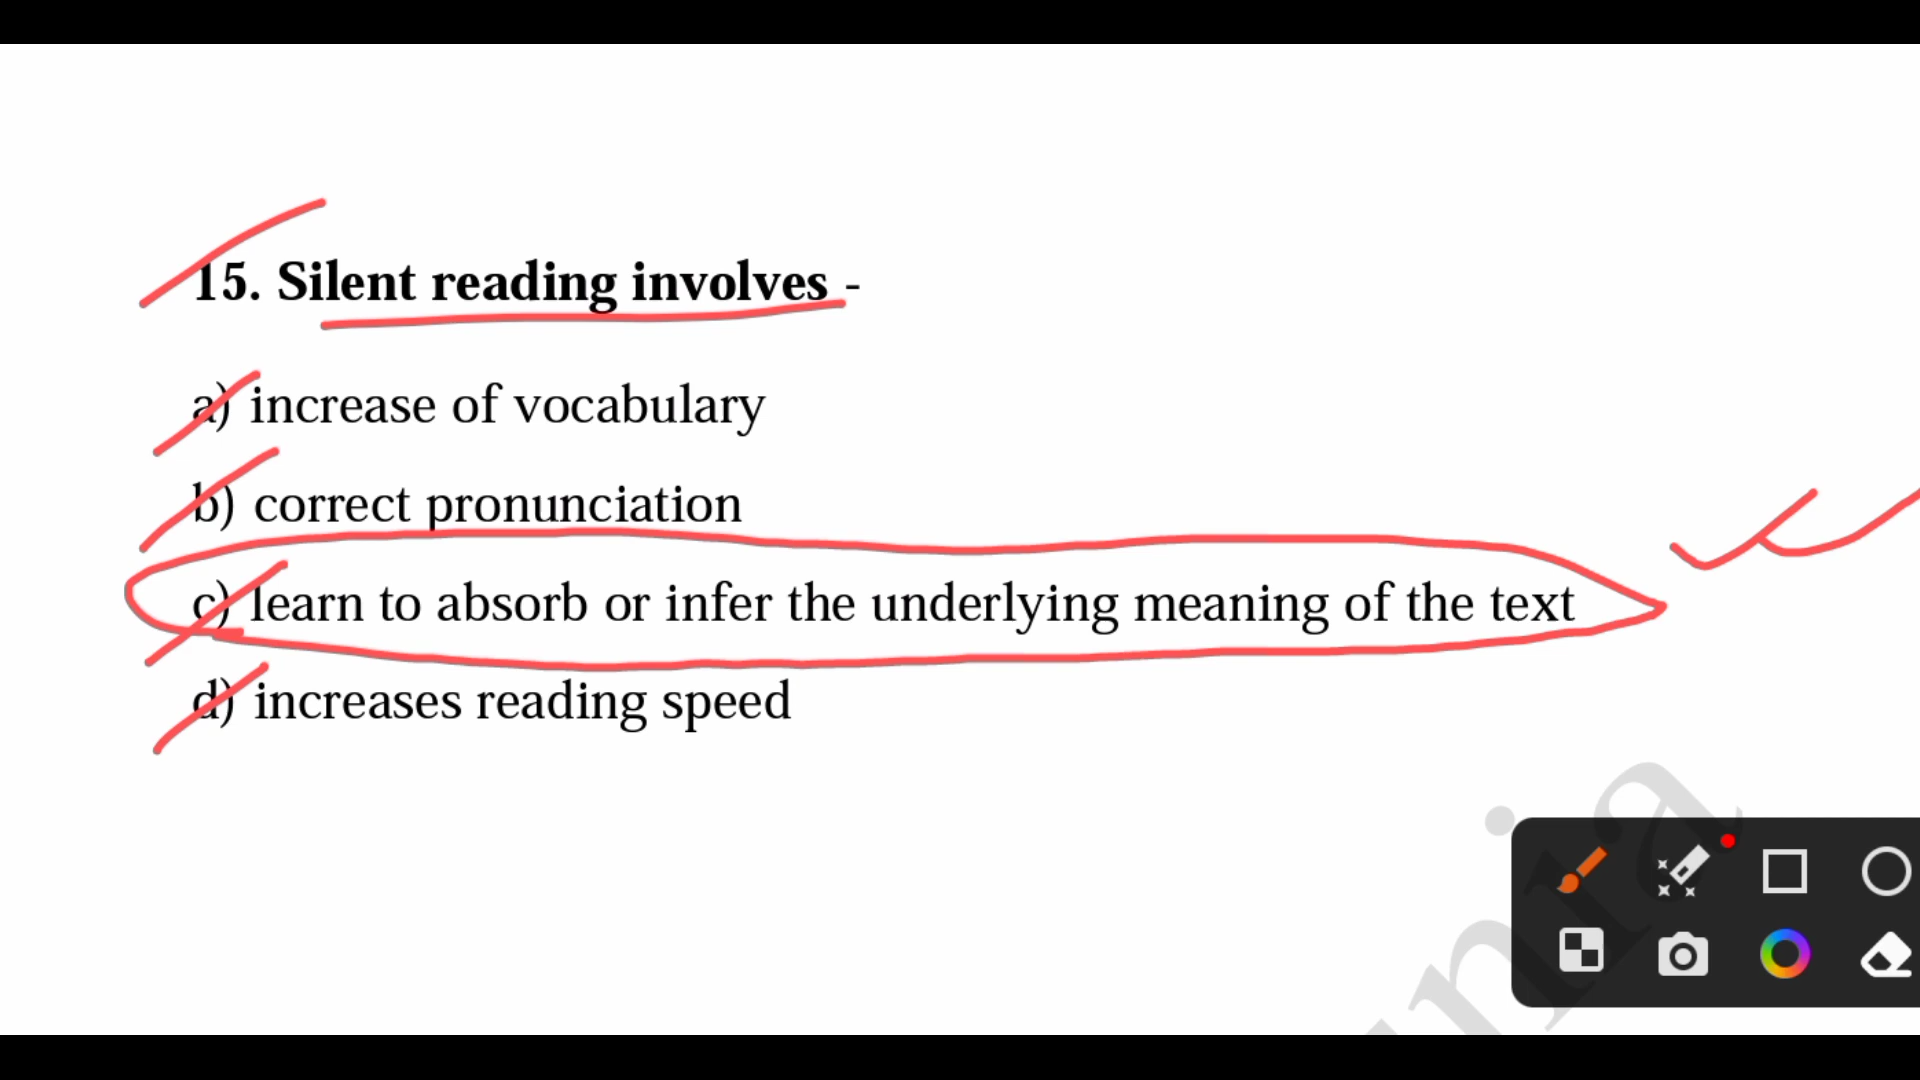 15. Silent reading involves -
a) increase of vocabulary
b) correct pronunciation
c) learn to absorb or infer the underlying meaning of the text
d) increases reading speed